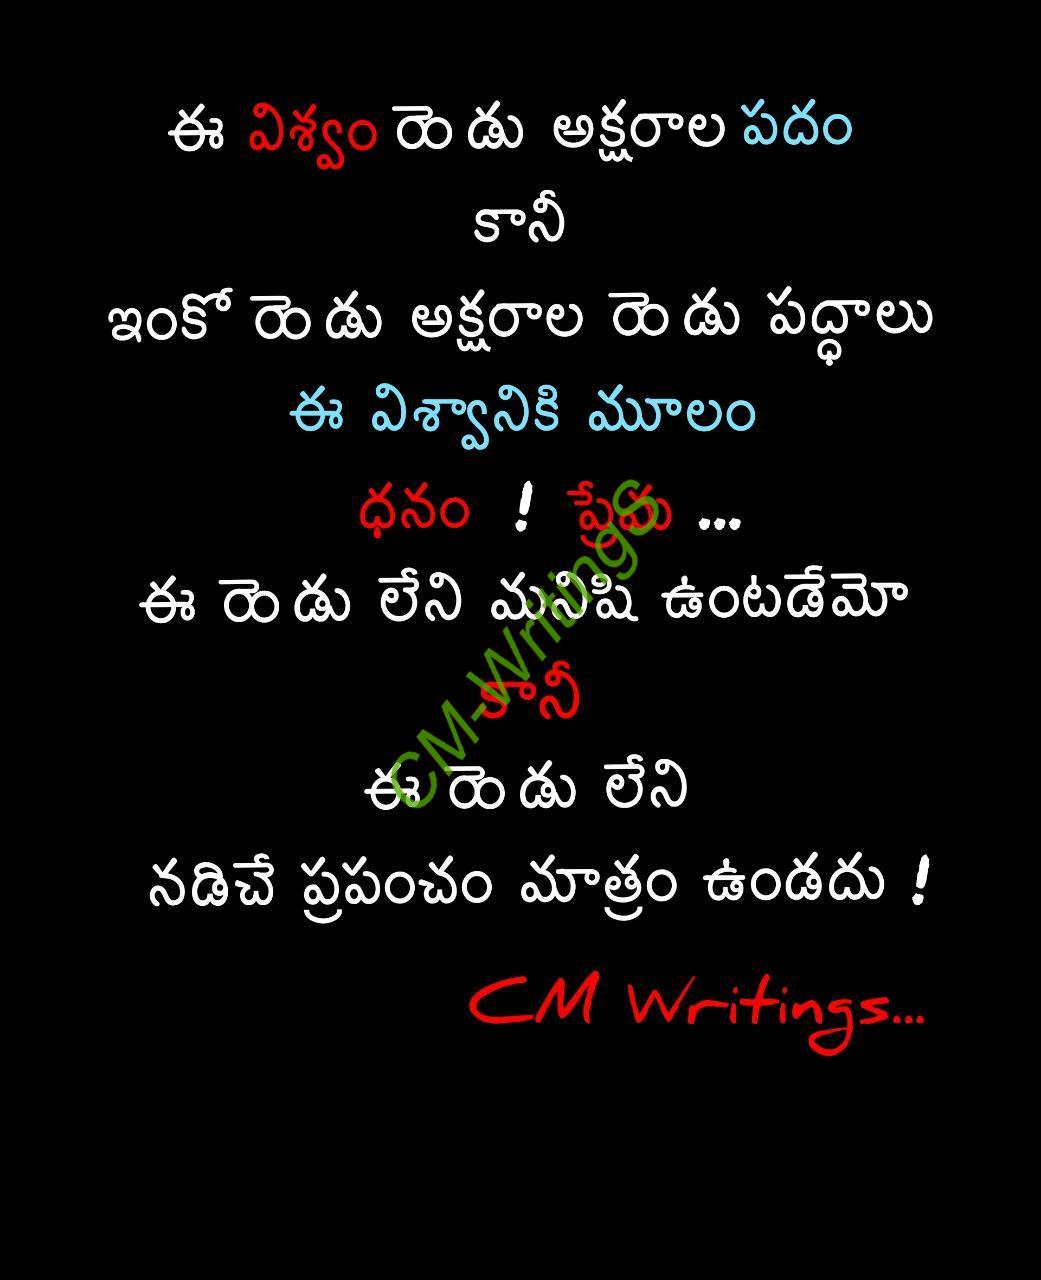 ఈ విశ్వం రెండు అక్షరాల పదం
కానీ
ఇంకో రెండు అక్షరాల రెండు పద్ధాలు
ఈ విశ్వానికి మూలం
ధనం ! ప్రేమ ...
ఈ రెండు లేని మనిషి ఉంటడేమో
కానీ
ఈ రెండు లేని
నడిచే ప్రపంచం మాత్రం ఉండదు !
CM Writings...
CM-WritingS